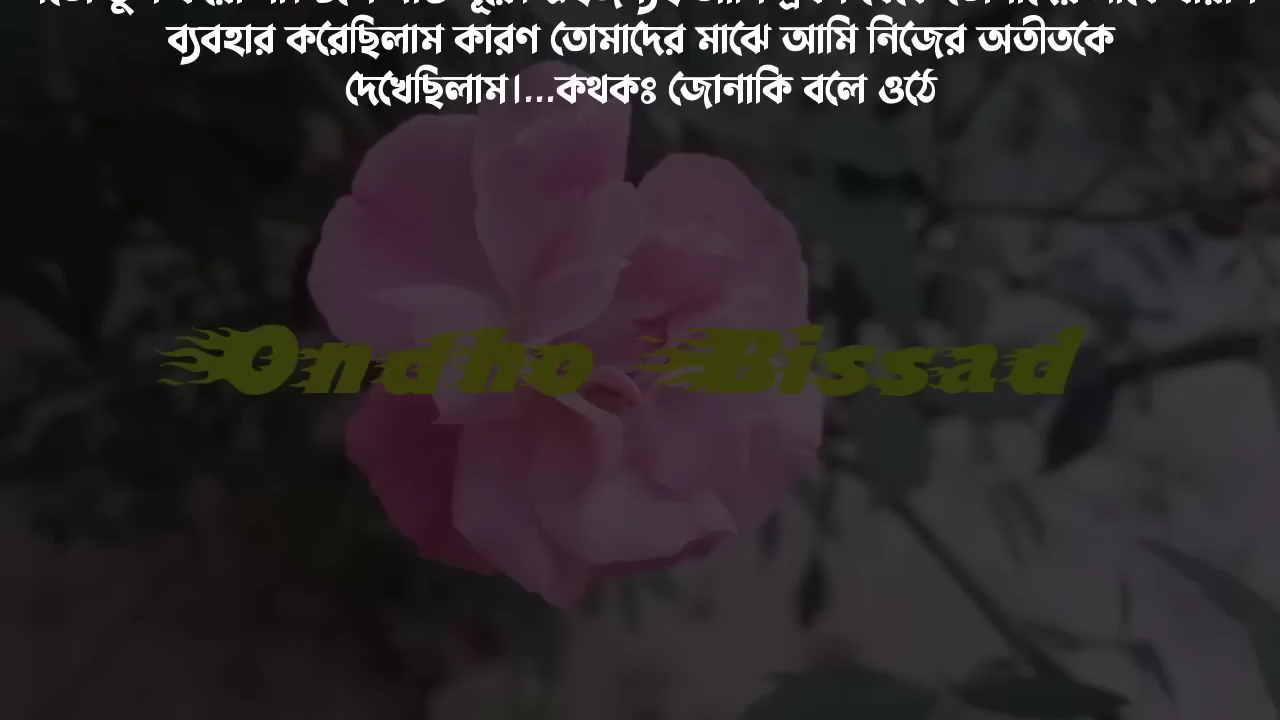 ব্যবহার করেছিলাম কারণ তোমাদের মাঝে আমি নিজের অতীতকে
দেখেছিলাম।...কথকঃ জোনাকি বলে ওঠে
Ondho Bissad